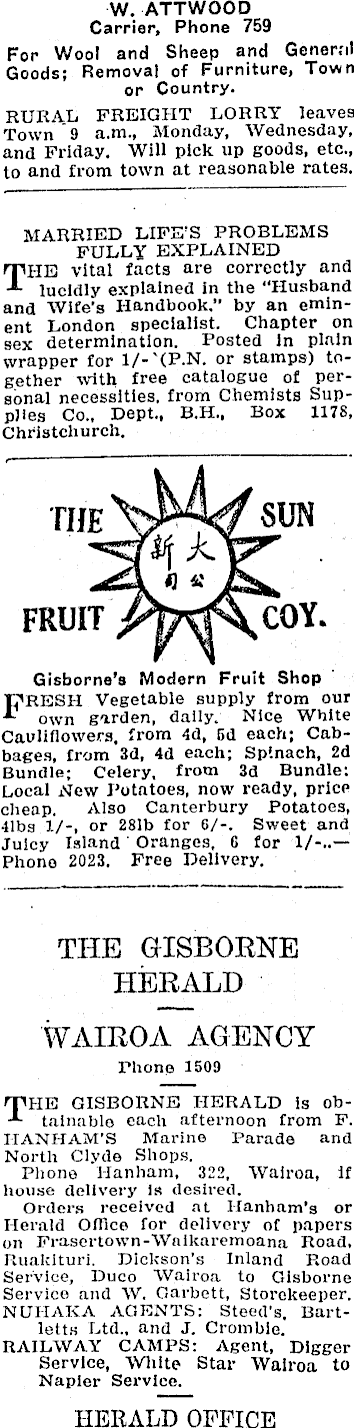 W. ATTWOOD
Carrier, Phone 759
For Wool and Sheep and General
Goods; Removal of Furniture, Town
or Country.
RURAL FREIGHT LORRY leaves
Town 9 a.m., Monday, Wednesday,
and Friday. Will pick up goods, etc.,
to and from town at reasonable rates.
MARRIED LIFE'S PROBLEMS
FULLY EXPLAINED
THE vital facts are correctly and
lucidly explained in the "Husband
and Wife's Handbook," by an emin-
ent London specialist. Chapter on
sex determination. Posted in plain
wrapper for 1/- (P.N. or stamps) to-
gether with free catalogue of per-
sonal necessities, from Chemists Sup-
plies Co., Dept., B.H., Box 1178,
Christchurch.
THE SUN
新 大
司 公
FRUIT COY.
Gisborne's Modern Fruit Shop
FRESH Vegetable supply from our
own garden, daily. Nice White
Cauliflowers, from 4d, 5d each; Cab-
bages, from 3d, 4d each; Spinach, 2d
Bundle; Celery, from 3d Bundle;
Local New Potatoes, now ready, price
cheap. Also Canterbury Potatoes,
4lbs 1/-, or 28lb for 6/-. Sweet and
Juicy Island Oranges, 6 for 1/-..—
Phone 2023. Free Delivery.
THE GISBORNE
HERALD
WAIROA AGENCY
Phone 1509
THE GISBORNE HERALD is ob-
tainable each afternoon from F.
HANHAM'S Marine Parade and
North Clyde Shops.
Phone Hanham, 322, Wairoa, if
house delivery is desired.
Orders received at Hanham's or
Herald Office for delivery of papers
on Frasertown-Waikaremoana Road,
Ruakituri. Dickson's Inland Road
Service, Duco Wairoa to Gisborne
Service and W. Garbett, Storekeeper.
NUHAKA AGENTS: Steed's, Bart-
letts Ltd., and J. Crombie.
RAILWAY CAMPS: Agent, Digger
Service, White Star Wairoa to
Napier Service.
HERALD OFFICE